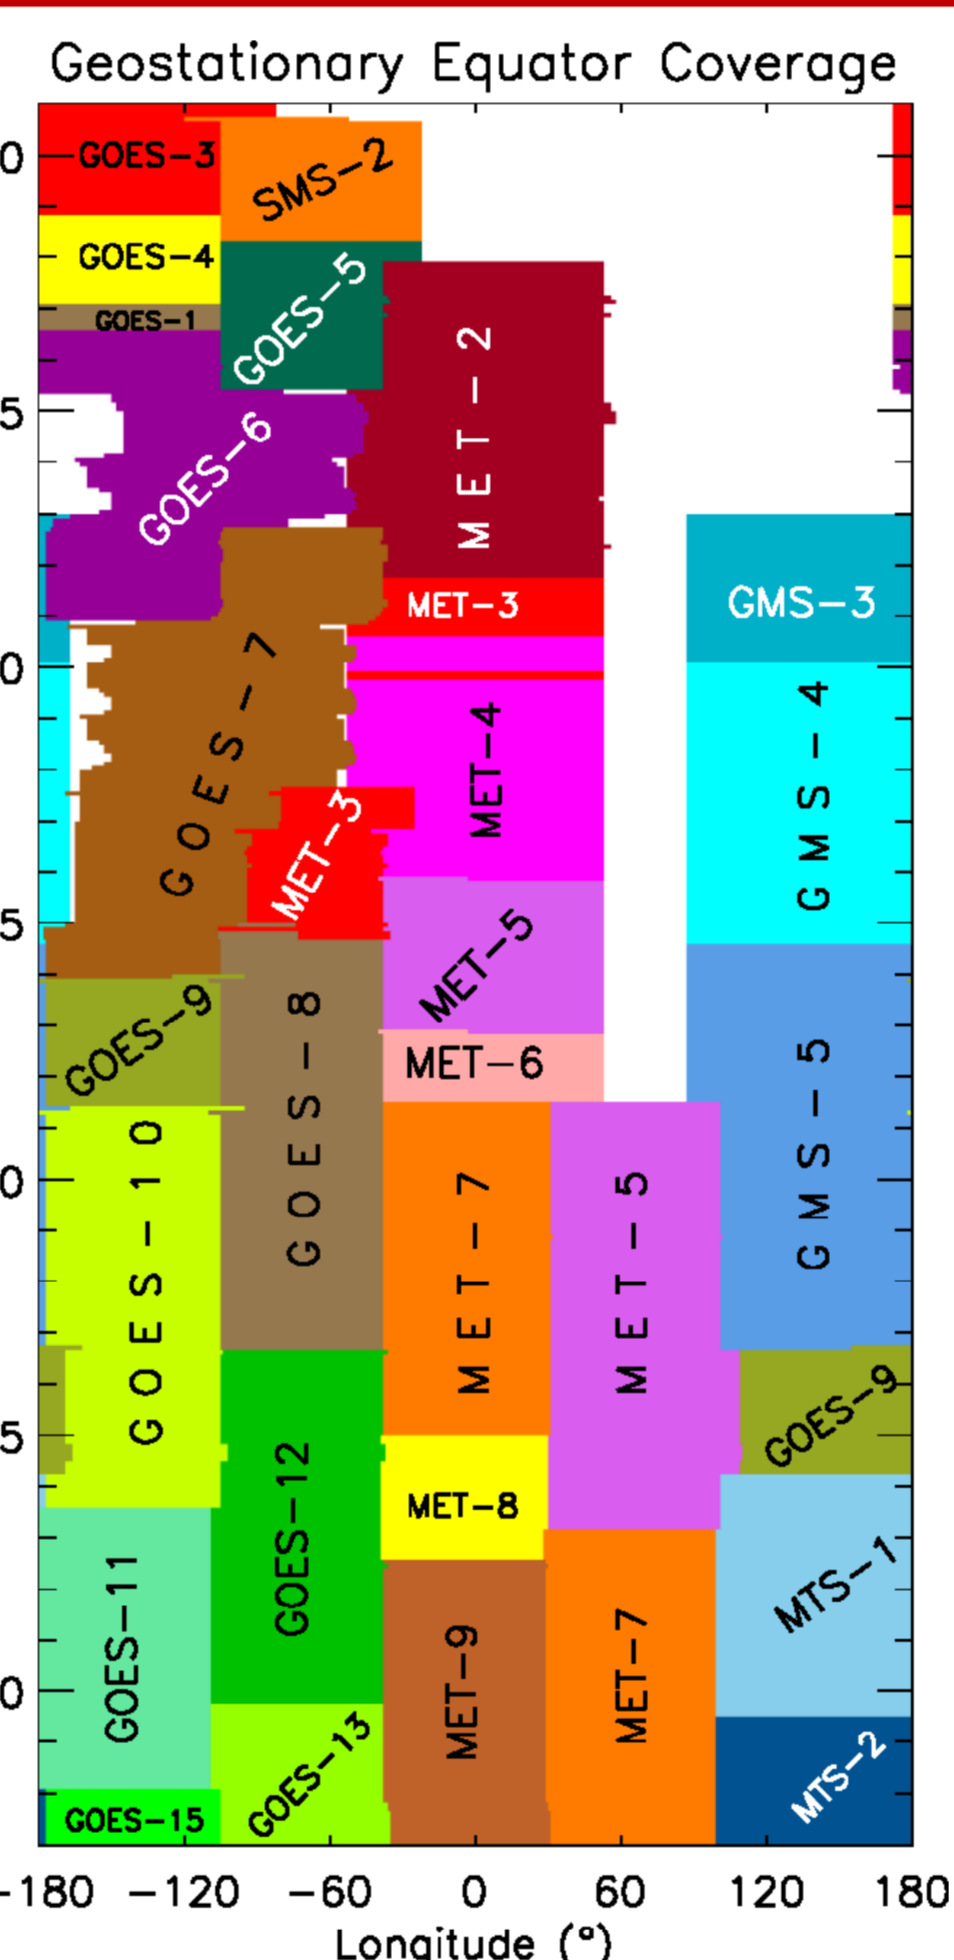 Geostationary Equator Coverage
0
GOES-3
SMS-2
GOES-4
GOES-5
GOES-1
MET-2
5
GOES-6
MET-3
GMS-3
0
GOES-7
MET-4
GMS-4
MET-3
5
MET-5
GOES-9
GOES-8
MET-6
GMS-5
GOES-10
0
MET-7
MET-5
GOES-9
5
GOES-12
MET-8
GOES-11
MTS-1
MET-9
MET-7
0
GOES-13
MTS-2
GOES-15
-180 -120 -60 0 60 120 180
Longitude (°)